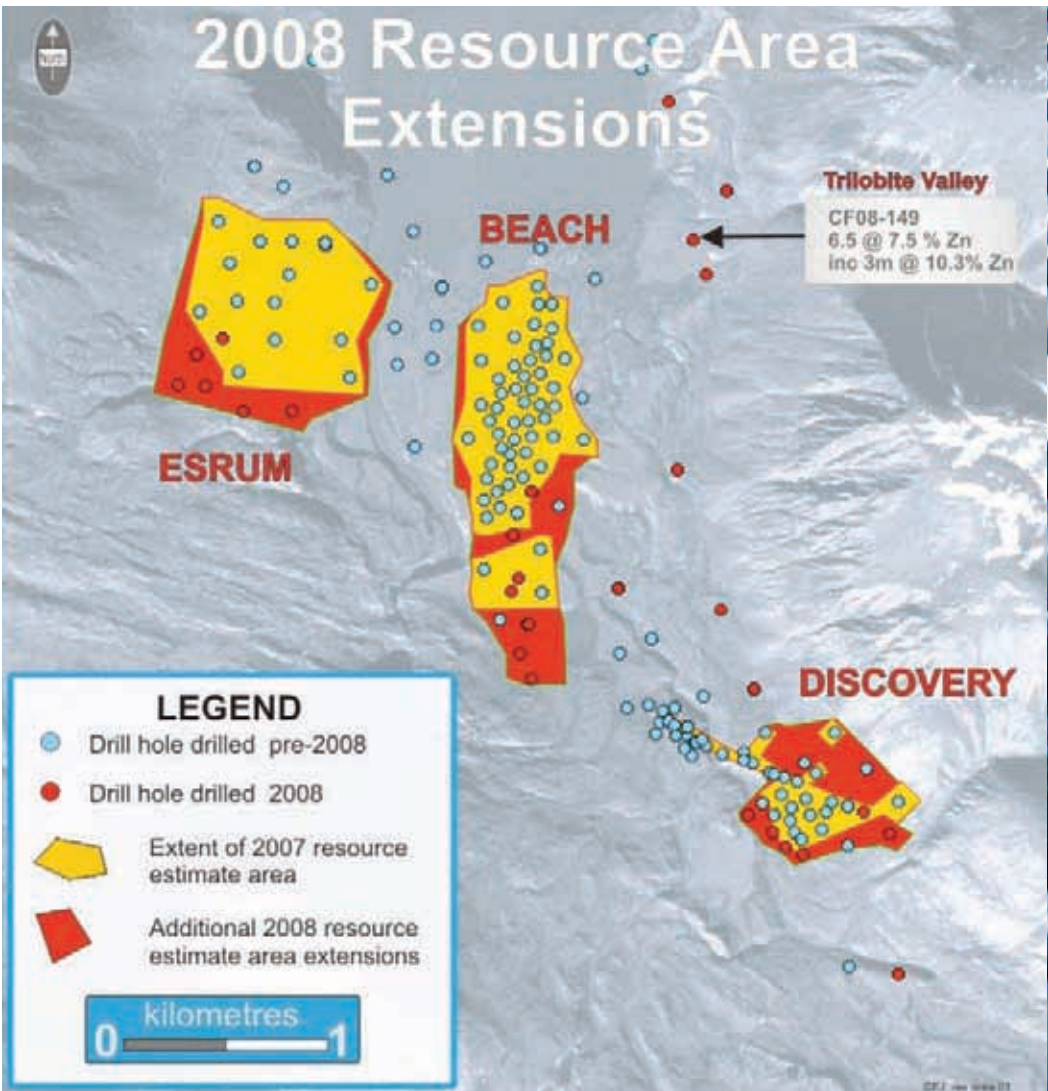 2008 Resource Area
Extensions
Trilobite Valley
CF08-149
6.5 @ 7.5 % Zn
inc 3m @ 10.3% Zn
BEACH
ESRUM
DISCOVERY
LEGEND
Drill hole drilled pre-2008
Drill hole drilled 2008
Extent of 2007 resource
estimate area
Additional 2008 resource
estimate area extensions
kilometres
0 1